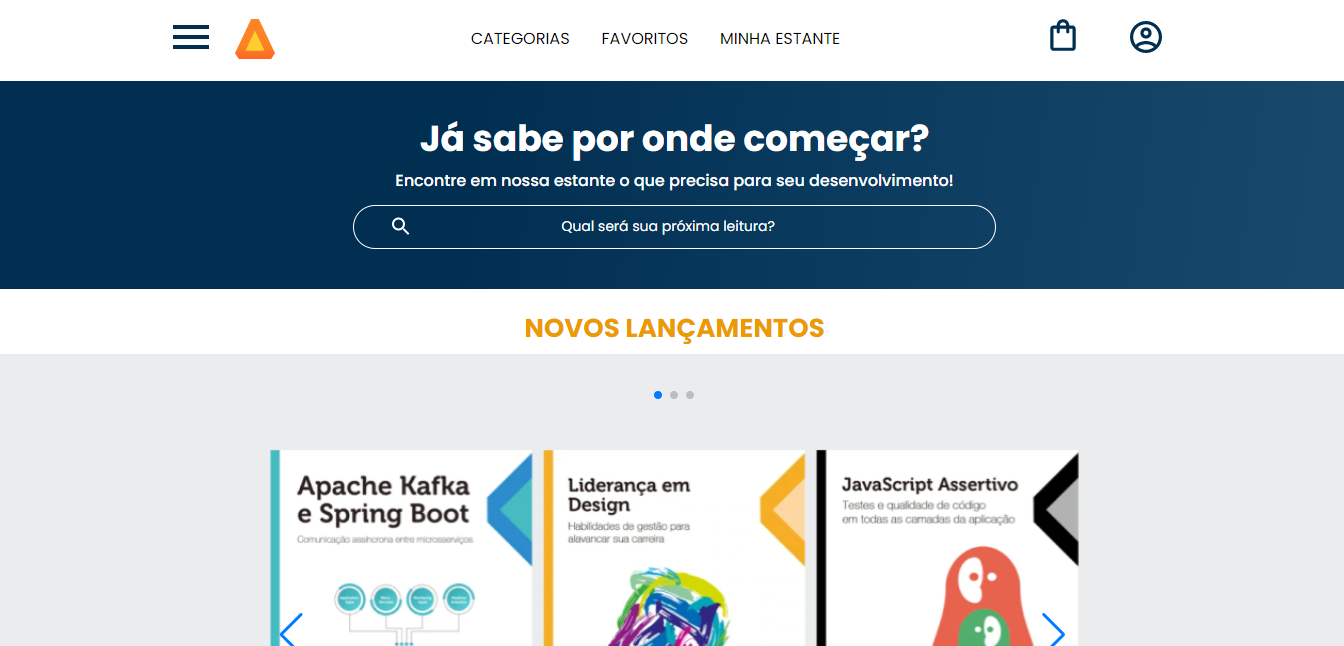 CATEGORIAS FAVORITOS MINHA ESTANTE
Já sabe por onde começar?
Encontre em nossa estante o que precisa para seu desenvolvimento!
Qual será sua próxima leitura?
NOVOS LANÇAMENTOS
Apache Kafka
e Spring Boot
Comunicação assíncrona entre microsserviços
Liderança em
Design
Habilidades de gestão para
alavancar sua carreira
JavaScript Assertivo
Testes e qualidade de código
em todas as camadas da aplicação